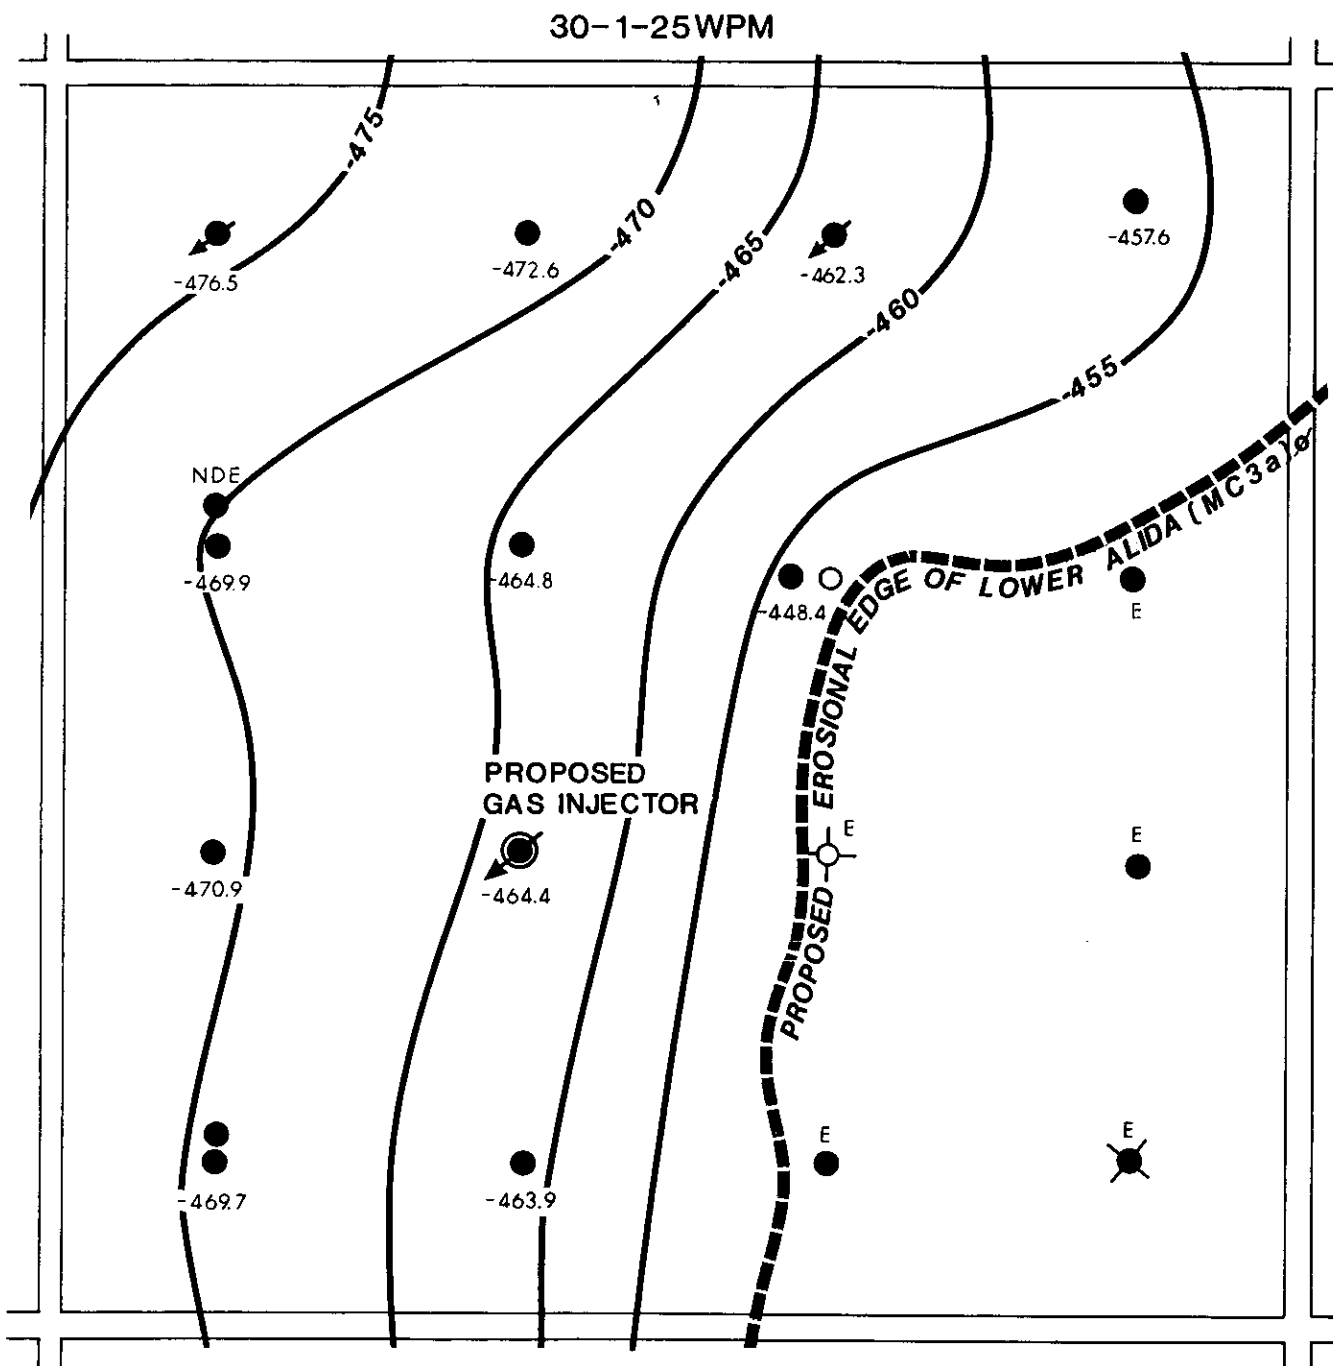 30-1-25WPM
-475
-470
-465
-460
-455
-476.5
-472.6
-462.3
-457.6
NDE
-469.9
-464.8
-448.4
E
PROPOSED EROSIONAL EDGE OF LOWER ALIDA (MC3a)
PROPOSED
GAS INJECTOR
-470.9
-464.4
E
E
-469.7
-463.9
E
E